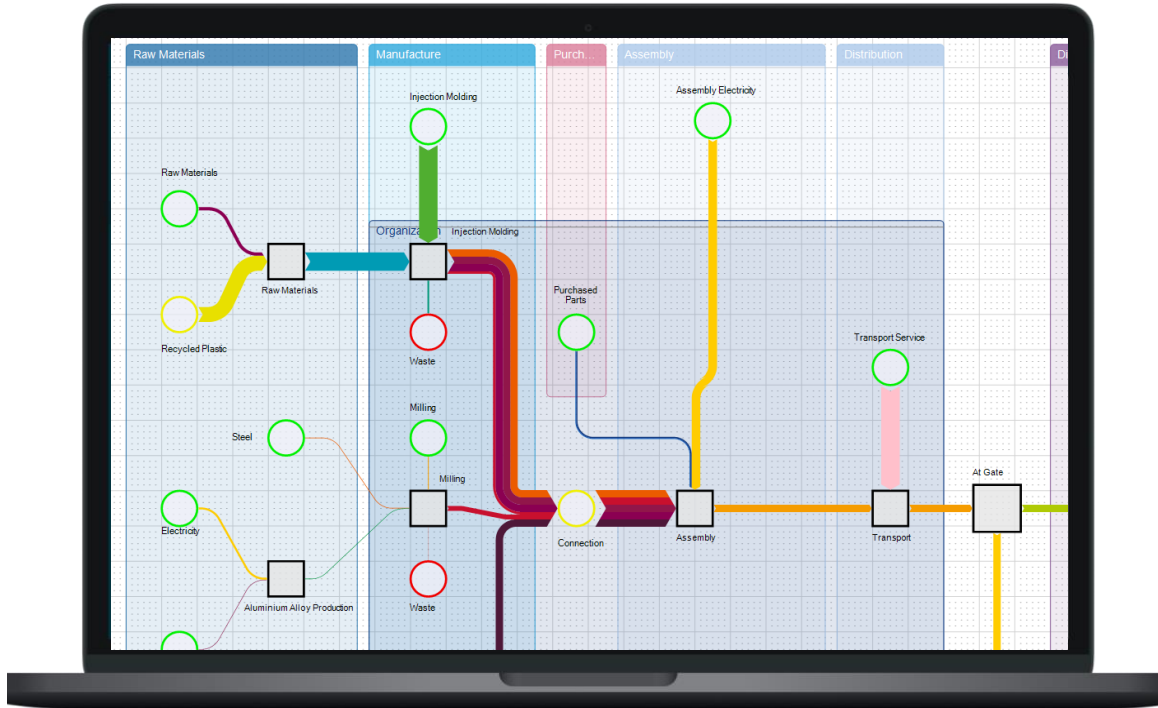 Raw Materials
Manufacture
Purch...
Assembly
Distribution
Di
Injection Molding
Assembly Electricity
Raw Materials
Organization
Injection Molding
Raw Materials
Purchased
Parts
Recycled Plastic
Waste
Transport Service
Milling
Steel
Milling
At Gate
Electricity
Connection
Assembly
Transport
Aluminium Alloy Production
Waste